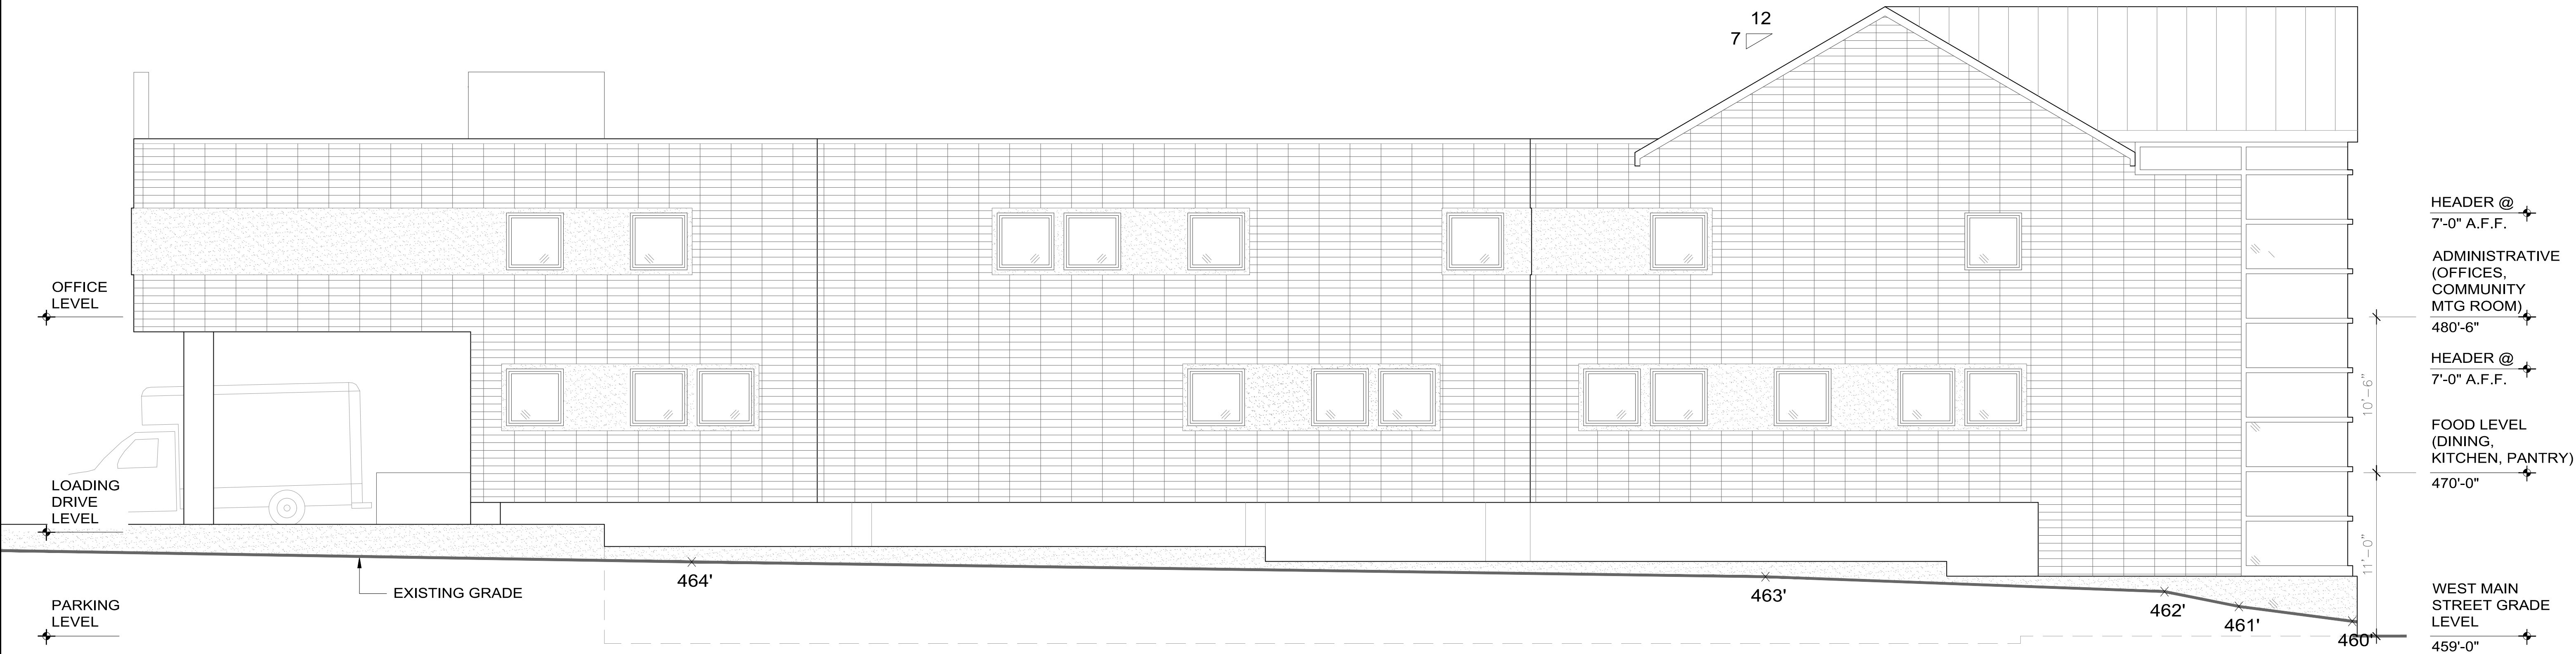 12
7
HEADER @
7'-0" A.F.F.
ADMINISTRATIVE
(OFFICES,
COMMUNITY
MTG ROOM)
480'-6"
HEADER @
7'-0" A.F.F.
10'-6"
FOOD LEVEL
(DINING,
KITCHEN, PANTRY)
470'-0"
11'-0"
WEST MAIN
STREET GRADE
LEVEL
459'-0"
OFFICE
LEVEL
LOADING
DRIVE
LEVEL
PARKING
LEVEL
EXISTING GRADE
464'
463'
462'
461'
460'